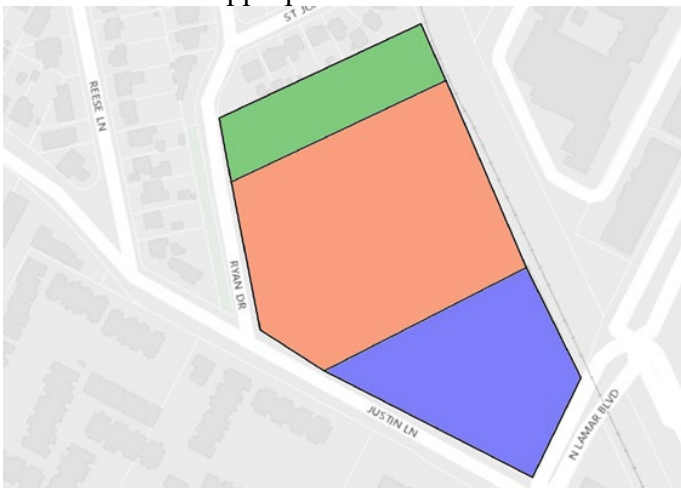 ST JO
REESE LN
RYAN DR
JUSTIN LN
N LAMAR BLVD